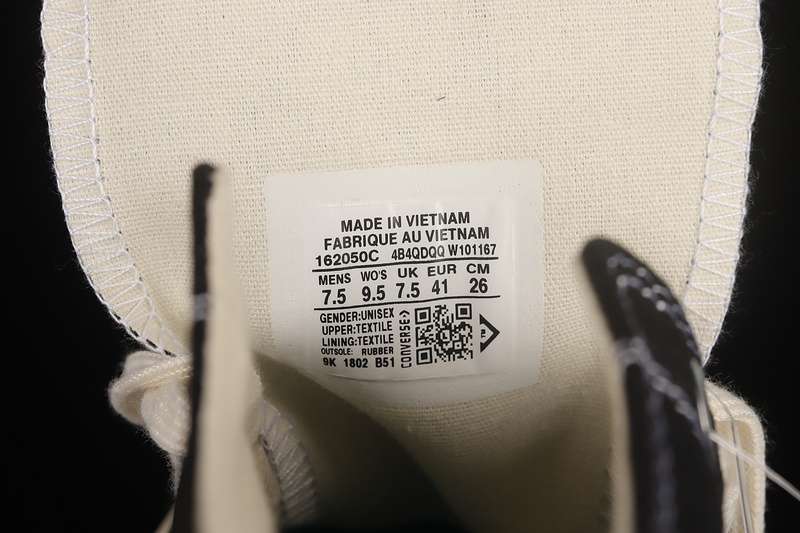 MADE IN VIETNAM
FABRIQUE AU VIETNAM
162050C 4B4QDQQ W101167
MENS WO'S UK EUR CM
7.5 9.5 7.5 41 26
GENDER:UNISEX
UPPER:TEXTILE
LINING:TEXTILE
OUTSOLE: RUBBER
9K 1802 B51
CONVERSE>